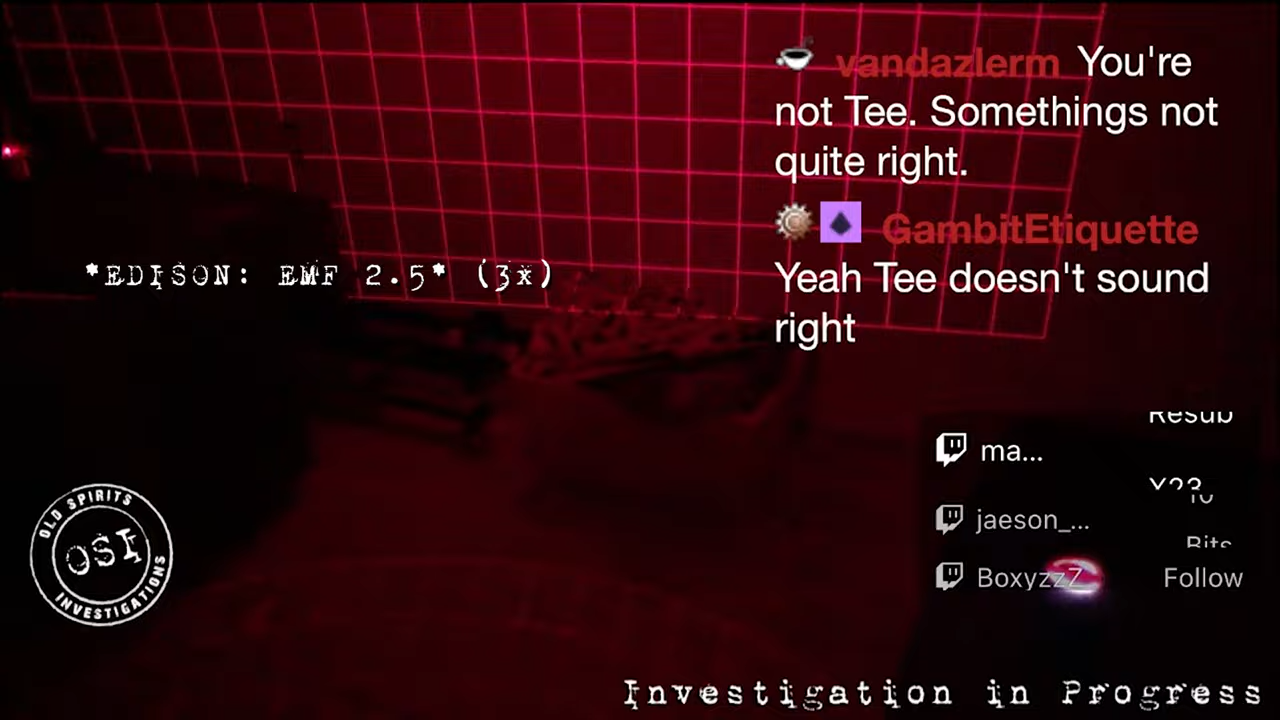 vandazlerm You're
not Tee. Somethings not
quite right.
GambitEtiquette
Yeah Tee doesn't sound
right
*EDISON: EMF 2.5* (3x)
Resub
ma...
jaeson_...
Bits
BoxyzzZ Follow
OLD SPIRITS
OSI
INVESTIGATIONS
Investigation in Progress